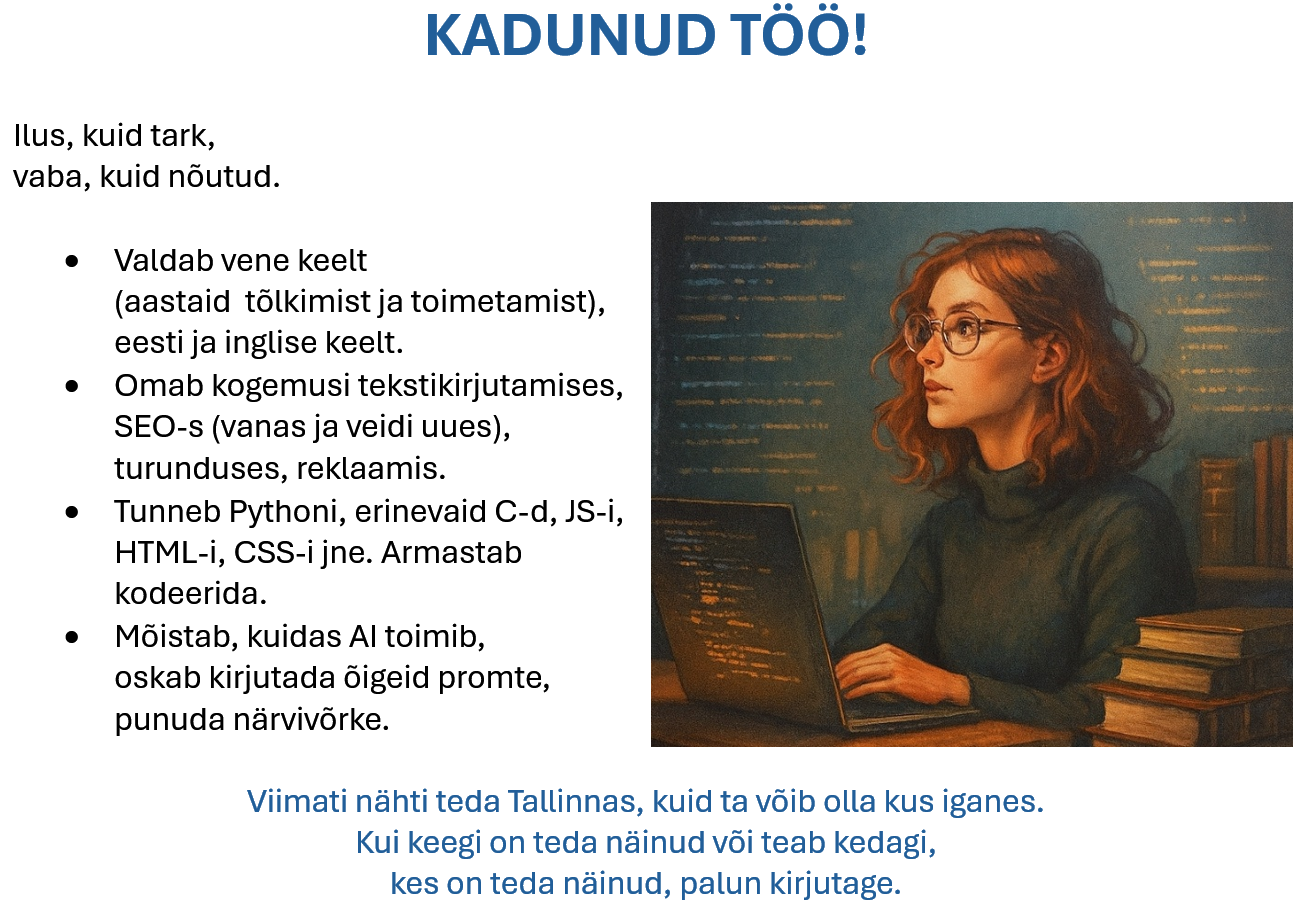 KADUNUD TÖÖ!
Ilus, kuid tark,
vaba, kuid nõutud.
• Valdab vene keelt
(aastaid  tõlkimist ja toimetamist),
eesti ja inglise keelt.
• Omab kogemusi tekstikirjutamises,
SEO-s (vanas ja veidi uues),
turunduses, reklaamis.
• Tunneb Pythoni, erinevaid C-d, JS-i,
HTML-i, CSS-i jne. Armastab
kodeerida.
• Mõistab, kuidas AI toimib,
oskab kirjutada õigeid promte,
punuda närvivõrke.
Viimati nähti teda Tallinnas, kuid ta võib olla kus iganes.
Kui keegi on teda näinud või teab kedagi,
kes on teda näinud, palun kirjutage.